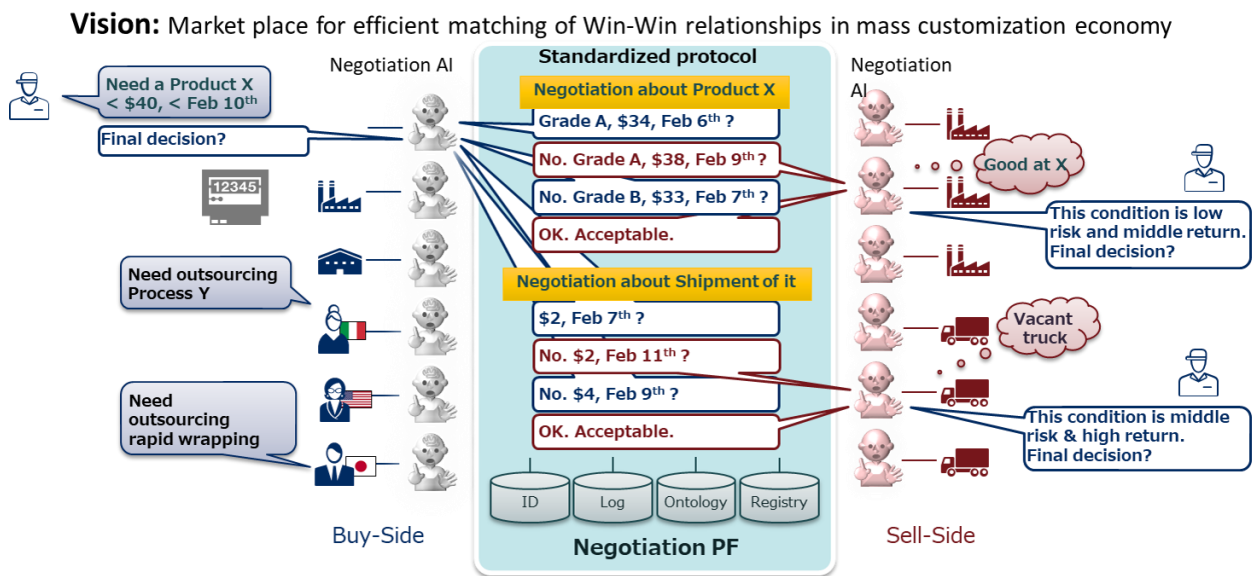 Vision: Market place for efficient matching of Win-Win relationships in mass customization economy
Negotiation AI
Standardized protocol
Negotiation
AI
Need a Product X
< $40, < Feb 10th
Final decision?
12345
Need outsourcing
Process Y
Need
outsourcing
rapid wrapping
Buy-Side
Negotiation about Product X
Grade A, $34, Feb 6th ?
No. Grade A, $38, Feb 9th ?
No. Grade B, $33, Feb 7th ?
OK. Acceptable.
Negotiation about Shipment of it
$2, Feb 7th ?
No. $2, Feb 11th ?
No. $4, Feb 9th ?
OK. Acceptable.
ID
Log
Ontology
Registry
Negotiation PF
Good at X
This condition is low
risk and middle return.
Final decision?
Vacant
truck
This condition is middle
risk & high return.
Final decision?
Sell-Side